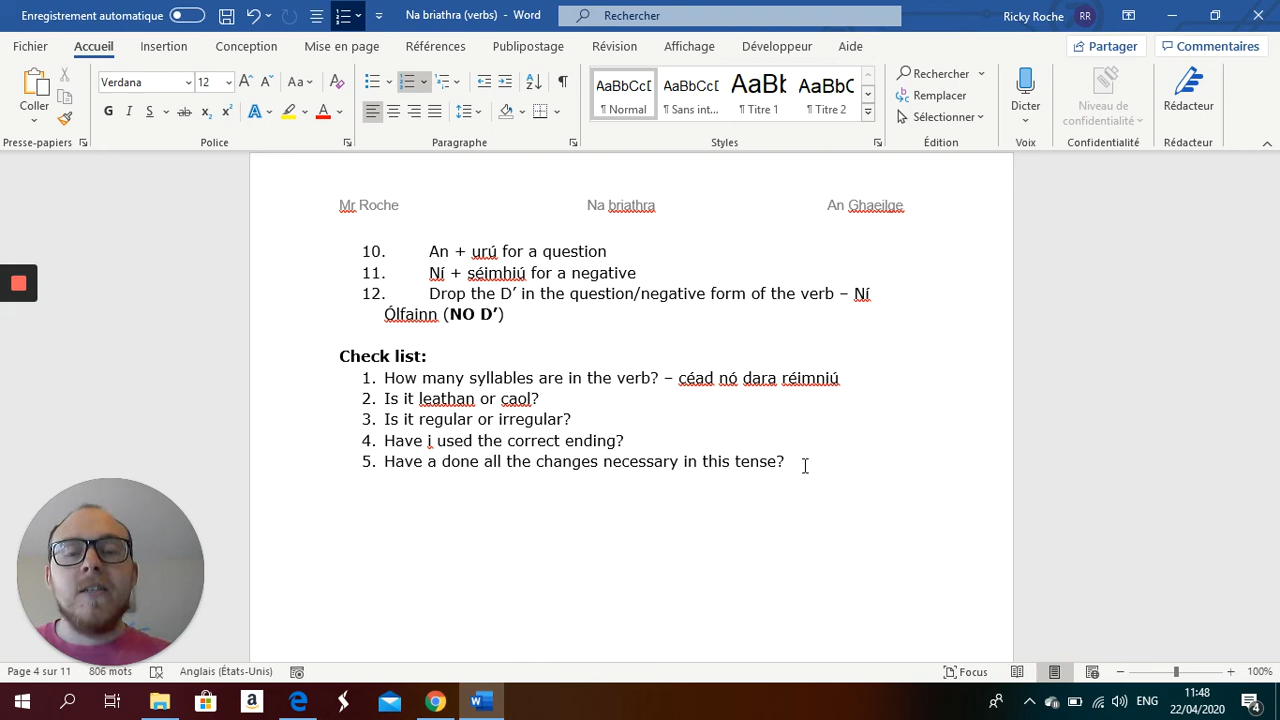 Enregistrement automatique
Na briathra (verbs) - Word
Rechercher
Ricky Roche
RR
Fichier
Accueil
Insertion
Conception
Mise en page
Références
Publipostage
Révision
Affichage
Développeur
Aide
Partager
Commentaires
Coller
Verdana
12
Aa
G I S ab x₂ x²
AaBbCcD
AaBbCcD
AaBb
AaBbC
¶ Normal
¶ Sans int...
¶ Titre 1
¶ Titre 2
Rechercher
Remplacer
Sélectionner
Dicter
Niveau de
confidentialité
Rédacteur
Presse-papiers
Police
Paragraphe
Styles
Édition
Voix
Confidentialité
Rédacteur
Mr Roche
Na briathra
An Ghaeilge
10. An + urú for a question
11. Ní + séimhiú for a negative
12. Drop the D’ in the question/negative form of the verb – Ní
Ólfainn (NO D’)
Check list:
1. How many syllables are in the verb? – céad nó dara réimniú
2. Is it leathan or caol?
3. Is it regular or irregular?
4. Have i used the correct ending?
5. Have a done all the changes necessary in this tense?
Page 4 sur 11
806 mots
Anglais (États-Unis)
Focus
100%
ENG
11:48
22/04/2020
4